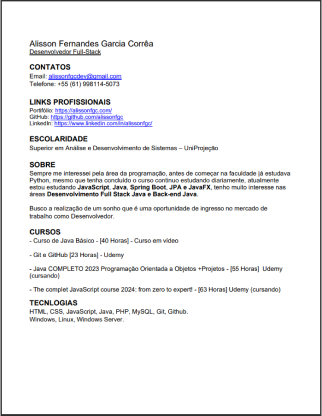 Alisson Fernandes Garcia Corrêa
Desenvolvedor Full-Stack
CONTATOS
Email: alissonfgcdev@gmail.com
Telefone: +55 (61) 998114-5073
LINKS PROFISSIONAIS
Portifólio: https://alissonfgc.com/
GitHub: https://github.com/alissonfgc
LinkedIn: https://www.linkedin.com/in/alissonfgc/
ESCOLARIDADE
Superior em Análise e Desenvolvimento de Sistemas – UniProjeção
SOBRE
Sempre me interessei pela área da programação, antes de começar na faculdade já estudava
Python, mesmo que tenha concluído o curso continuo estudando diariamente, atualmente
estou estudando JavaScript, Java, Spring Boot, JPA e JavaFX, tenho muito interesse nas
áreas Desenvolvimento Full Stack Java e Back-end Java.
Busco a realização de um sonho que é uma oportunidade de ingresso no mercado de
trabalho como Desenvolvedor.
CURSOS
- Curso de Java Básico - [40 Horas] - Curso em vídeo
- Git e GitHub [23 Horas] - Udemy
- Java COMPLETO 2023 Programação Orientada a Objetos +Projetos - [55 Horas] Udemy
(cursando)
- The complet JavaScript course 2024: from zero to expert! - [63 Horas] Udemy (cursando)
TECNLOGIAS
HTML, CSS, JavaScript, Java, PHP, MySQL, Git, Github.
Windows, Linux, Windows Server.